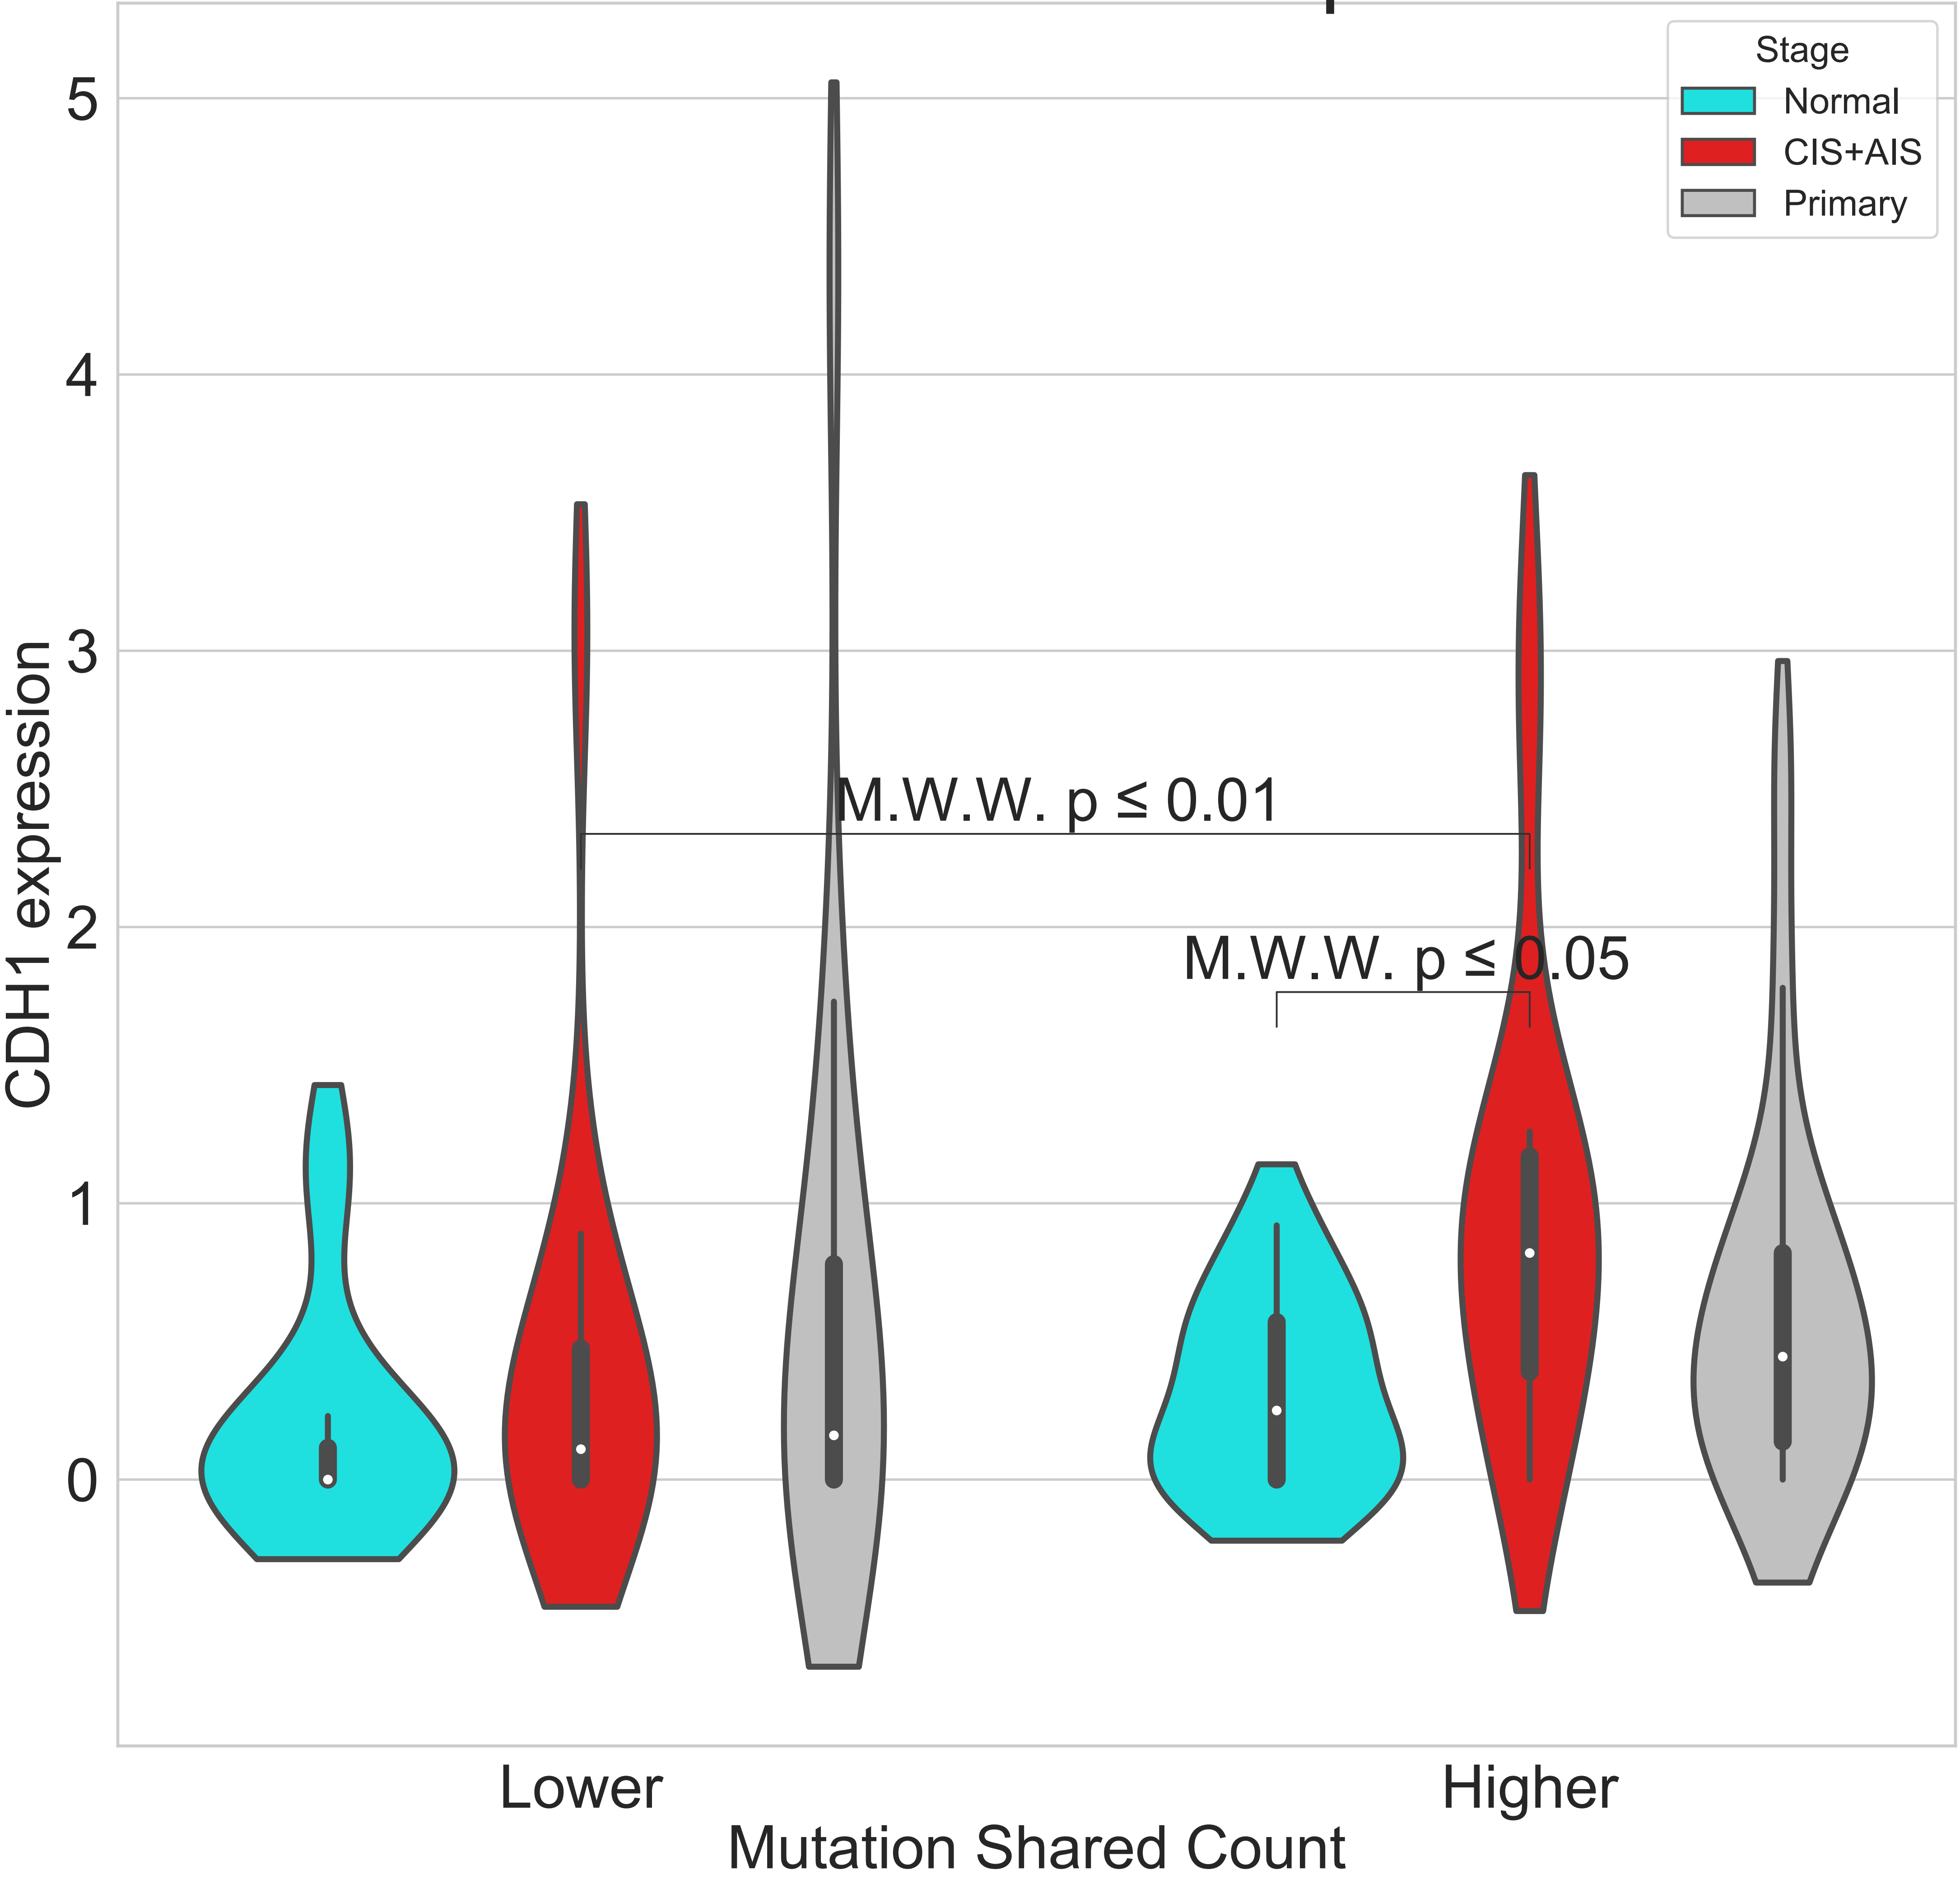 Stage
Normal
CIS+AIS
Primary
5
4
3
2
1
0
CDH1 expression
M.W.W. p ≤ 0.01
M.W.W. p ≤ 0.05
Lower
Higher
Mutation Shared Count